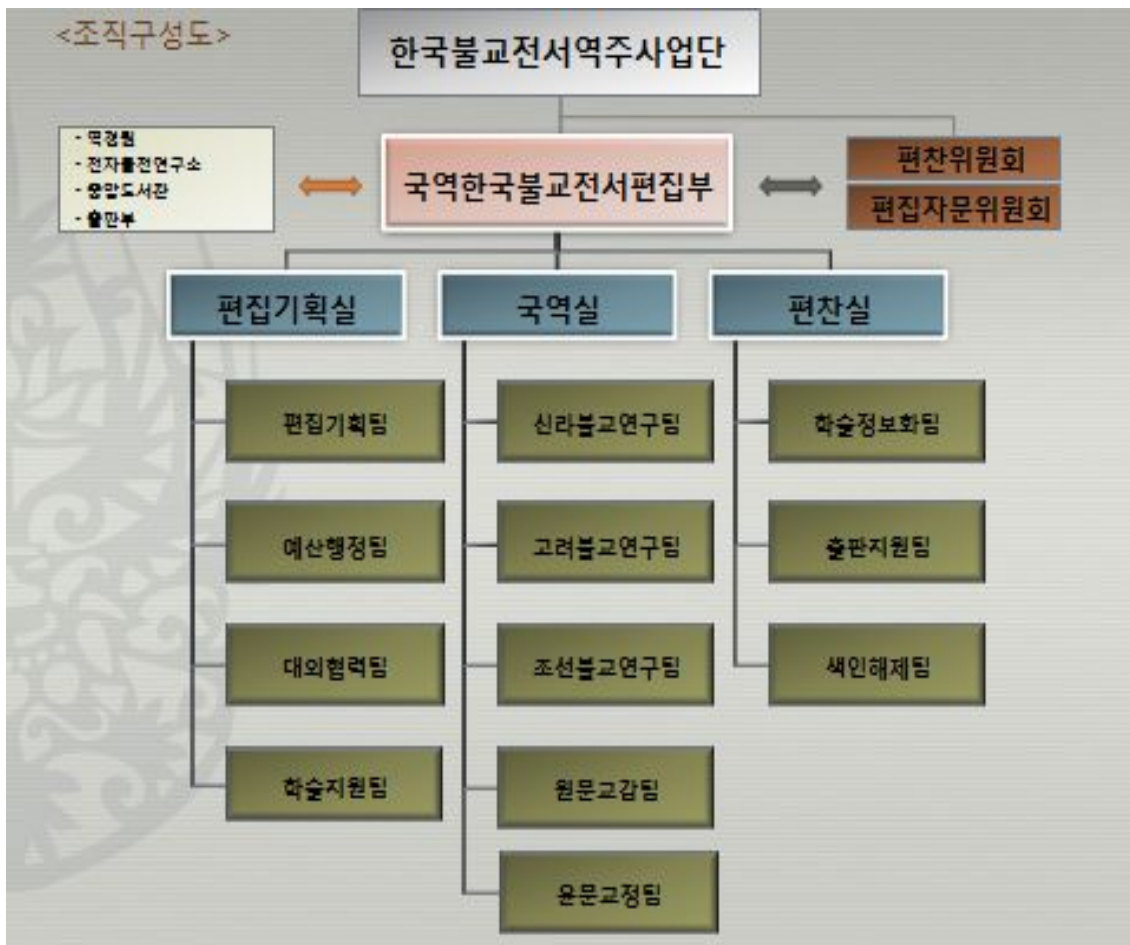 <조직구성도>
한국불교전서역주사업단
- 역경원
- 전자불전연구소
- 중앙도서관
- 출판부
국역한국불교전서편집부
편찬위원회
편집자문위원회
편집기획실
국역실
편찬실
편집기획팀
신라불교연구팀
학술정보화팀
예산행정팀
고려불교연구팀
출판지원팀
대외협력팀
조선불교연구팀
색인해제팀
학술지원팀
원문교감팀
윤문교정팀